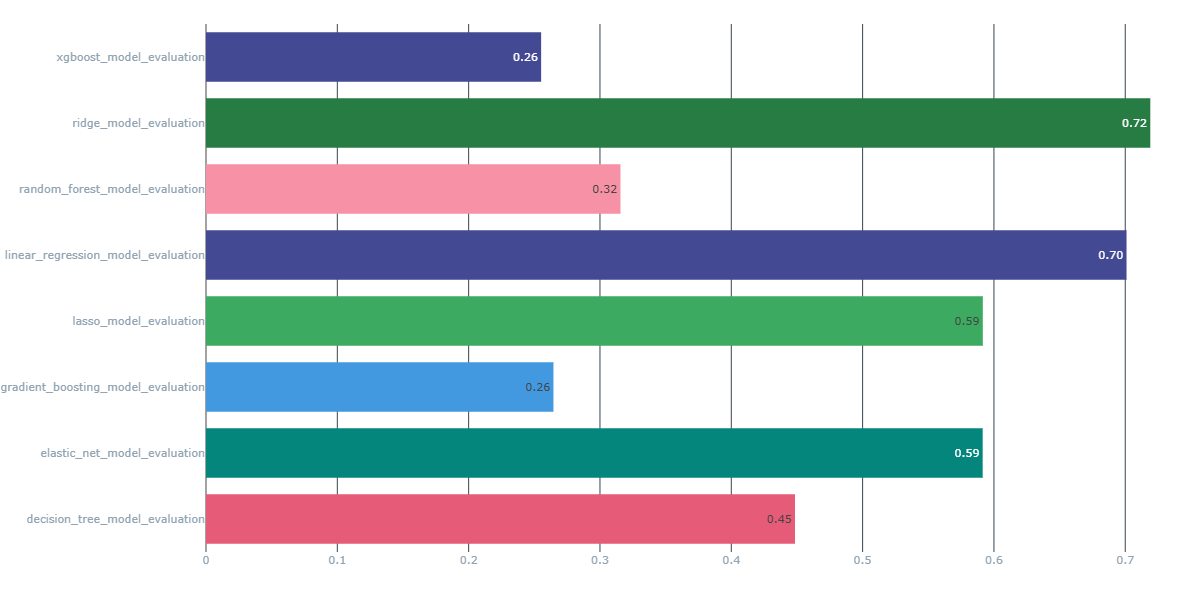 xgboost_model_evaluation 0.26
ridge_model_evaluation 0.72
random_forest_model_evaluation 0.32
linear_regression_model_evaluation 0.70
lasso_model_evaluation 0.59
gradient_boosting_model_evaluation 0.26
elastic_net_model_evaluation 0.59
decision_tree_model_evaluation 0.45
0 0.1 0.2 0.3 0.4 0.5 0.6 0.7